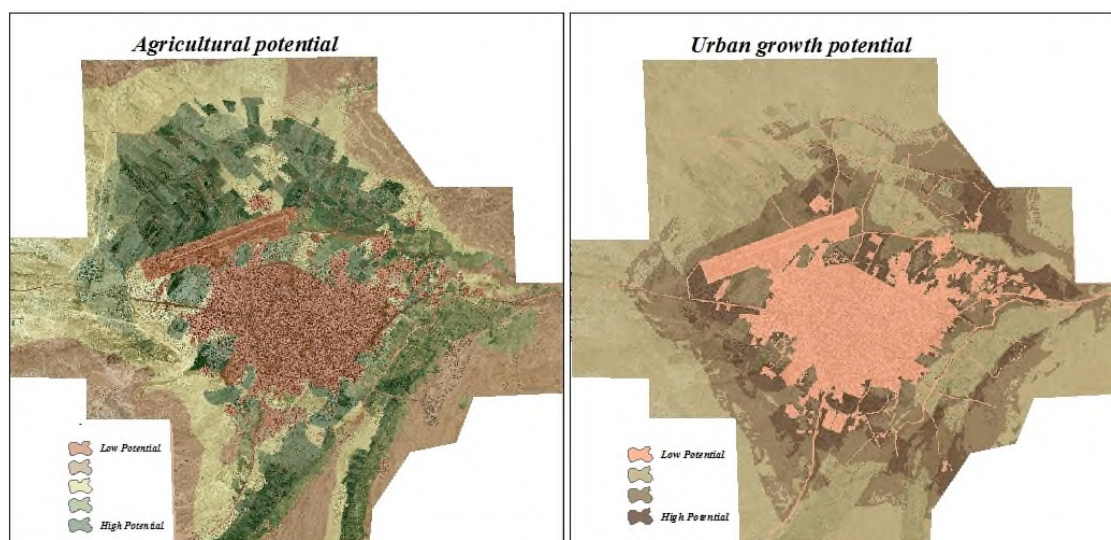 Agricultural potential
Low Potential
High Potential
Urban growth potential
Low Potential
High Potential